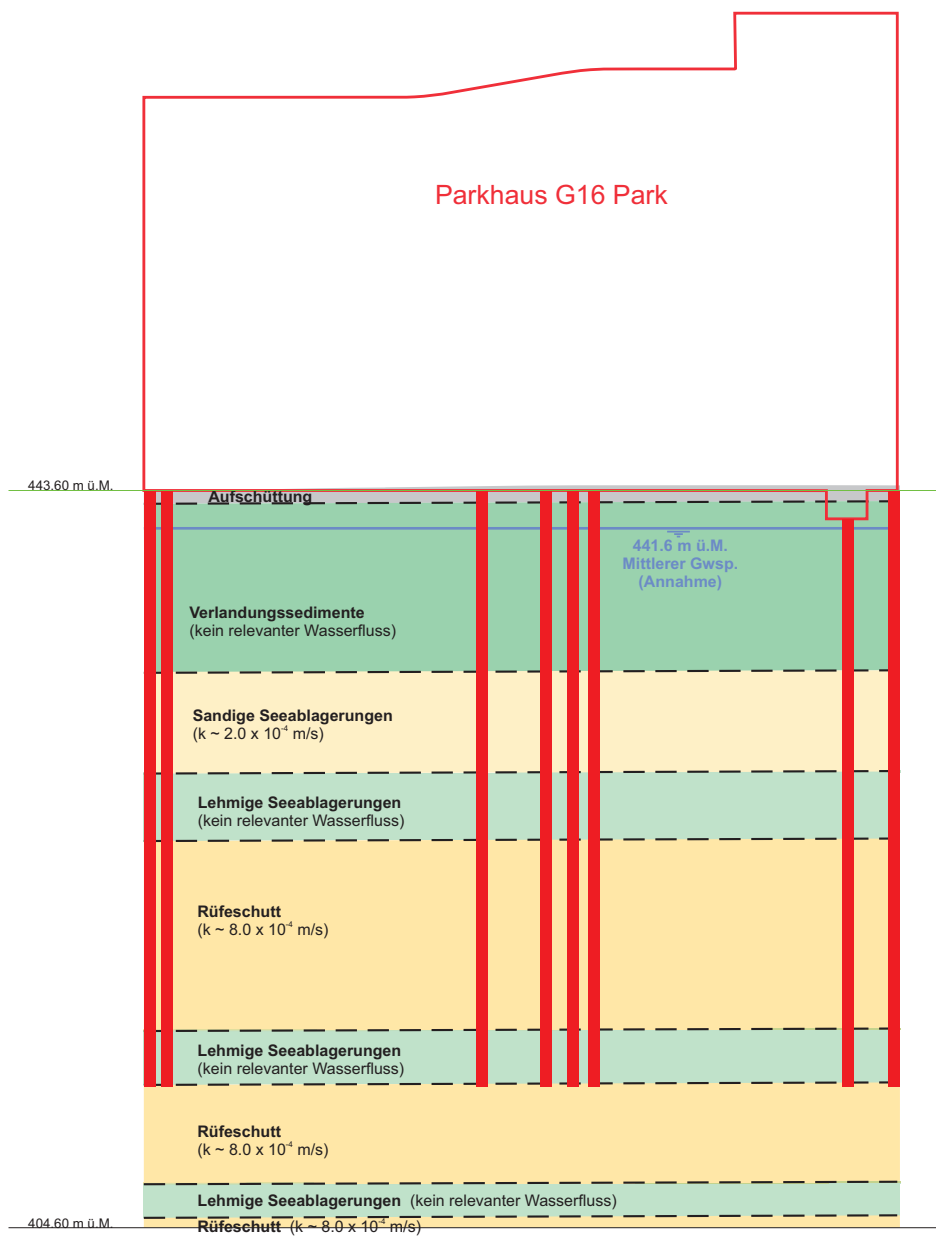 Parkhaus G16 Park
443.60 m ü.M.
Aufschüttung
441.6 m ü.M.
Mittlerer Gwsp.
(Annahme)
Verlandungssedimente
(kein relevanter Wasserfluss)
Sandige Seeablagerungen
(k ~ 2.0 x 10⁻⁴ m/s)
Lehmige Seeablagerungen
(kein relevanter Wasserfluss)
Rüfeschutt
(k ~ 8.0 x 10⁻⁴ m/s)
Lehmige Seeablagerungen
(kein relevanter Wasserfluss)
Rüfeschutt
(k ~ 8.0 x 10⁻⁴ m/s)
Lehmige Seeablagerungen (kein relevanter Wasserfluss)
404.60 m ü.M.
Rüfeschutt (k ~ 8.0 x 10⁻⁴ m/s)